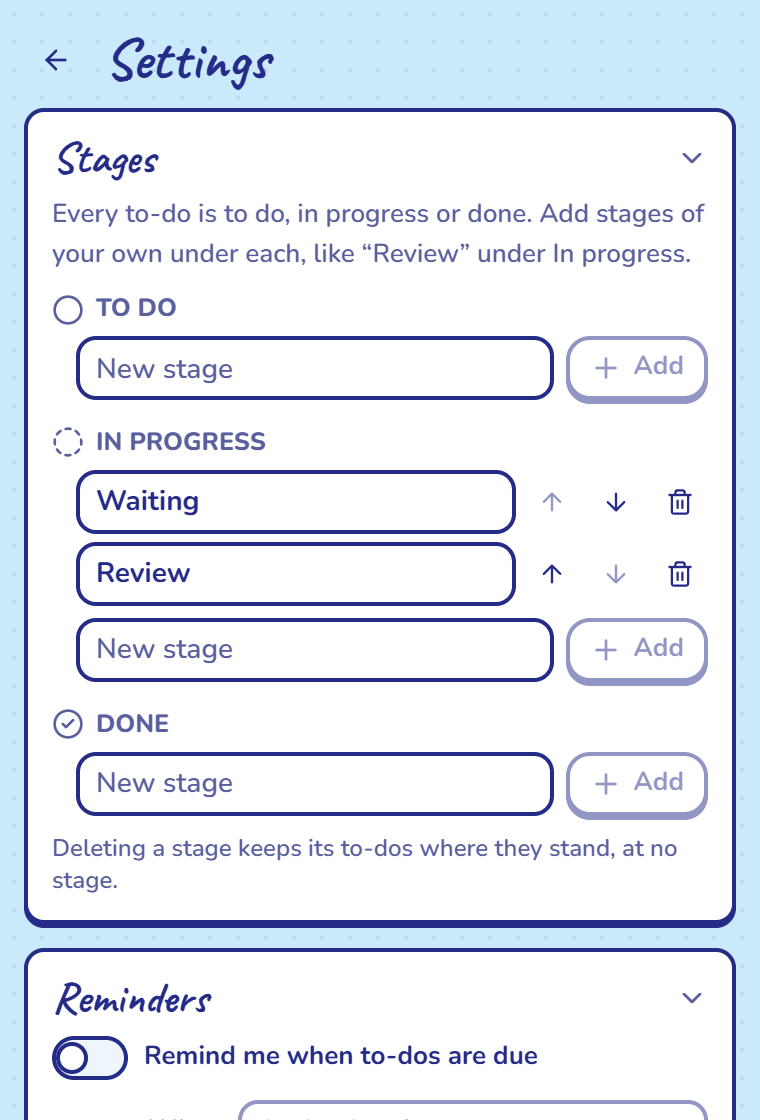 Settings
Stages
Every to-do is to do, in progress or done. Add stages of
your own under each, like “Review” under In progress.
TO DO
New stage
Add
IN PROGRESS
Waiting
Review
New stage
Add
DONE
New stage
Add
Deleting a stage keeps its to-dos where they stand, at no
stage.
Reminders
Remind me when to-dos are due